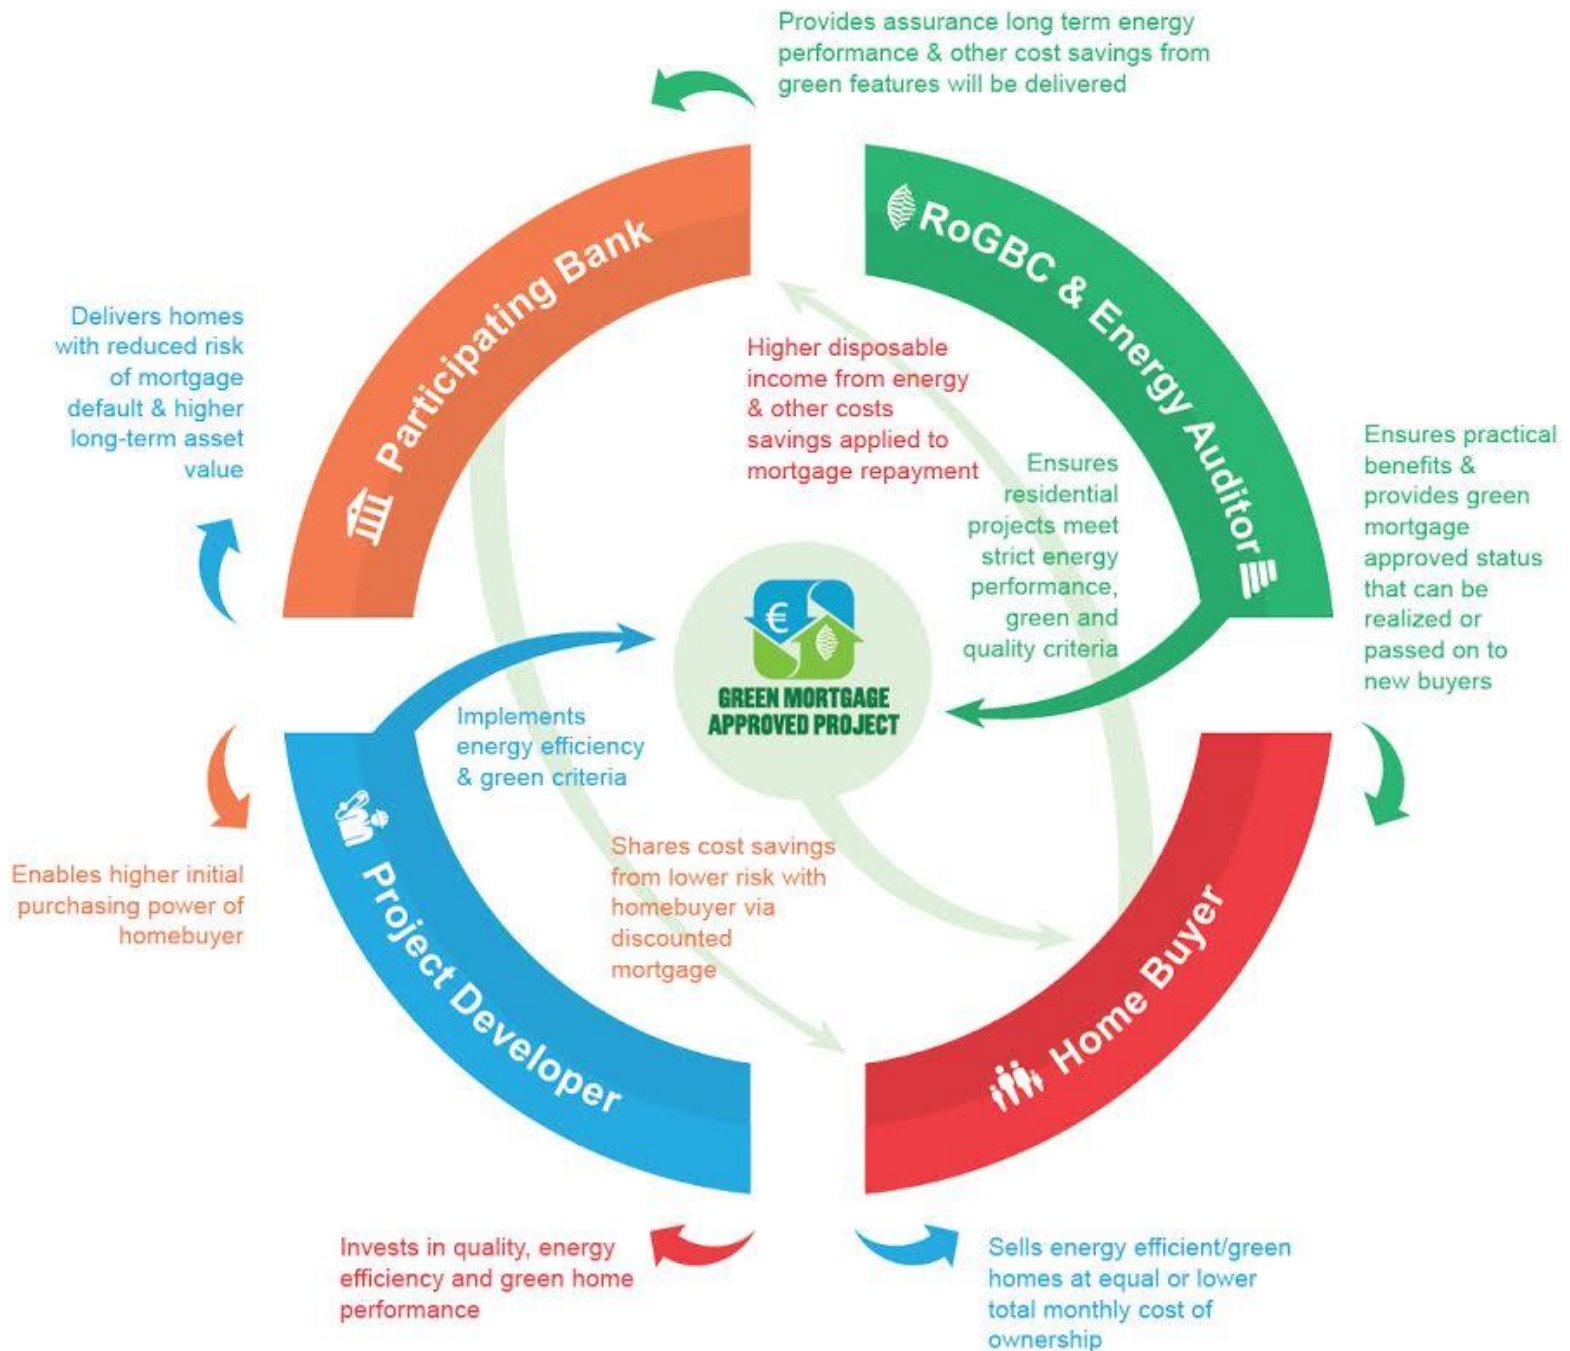 Provides assurance long term energy
performance & other cost savings from
green features will be delivered
Participating Bank
RoGBC & Energy Auditor
Delivers homes
with reduced risk
of mortgage
default & higher
long-term asset
value
Higher disposable
income from energy
& other costs
savings applied to
mortgage repayment
Ensures
residential
projects meet
strict energy
performance,
green and
quality criteria
Ensures practical
benefits &
provides green
mortgage
approved status
that can be
realized or
passed on to
new buyers
€
GREEN MORTGAGE
APPROVED PROJECT
Implements
energy efficiency
& green criteria
Enables higher initial
purchasing power of
homebuyer
Shares cost savings
from lower risk with
homebuyer via
discounted
mortgage
Project Developer
Home Buyer
Invests in quality, energy
efficiency and green home
performance
Sells energy efficient/green
homes at equal or lower
total monthly cost of
ownership